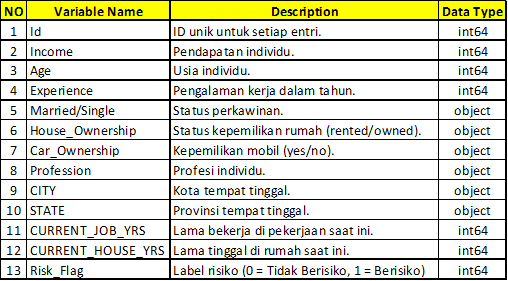 NO Variable Name Description Data Type
1 Id ID unik untuk setiap entri. int64
2 Income Pendapatan individu. int64
3 Age Usia individu. int64
4 Experience Pengalaman kerja dalam tahun. int64
5 Married/Single Status perkawinan. object
6 House_Ownership Status kepemilikan rumah (rented/owned). object
7 Car_Ownership Kepemilikan mobil (yes/no). object
8 Profession Profesi individu. object
9 CITY Kota tempat tinggal. object
10 STATE Provinsi tempat tinggal. object
11 CURRENT_JOB_YRS Lama bekerja di pekerjaan saat ini. int64
12 CURRENT_HOUSE_YRS Lama tinggal di rumah saat ini. int64
13 Risk_Flag Label risiko (0 = Tidak Berisiko, 1 = Berisiko) int64